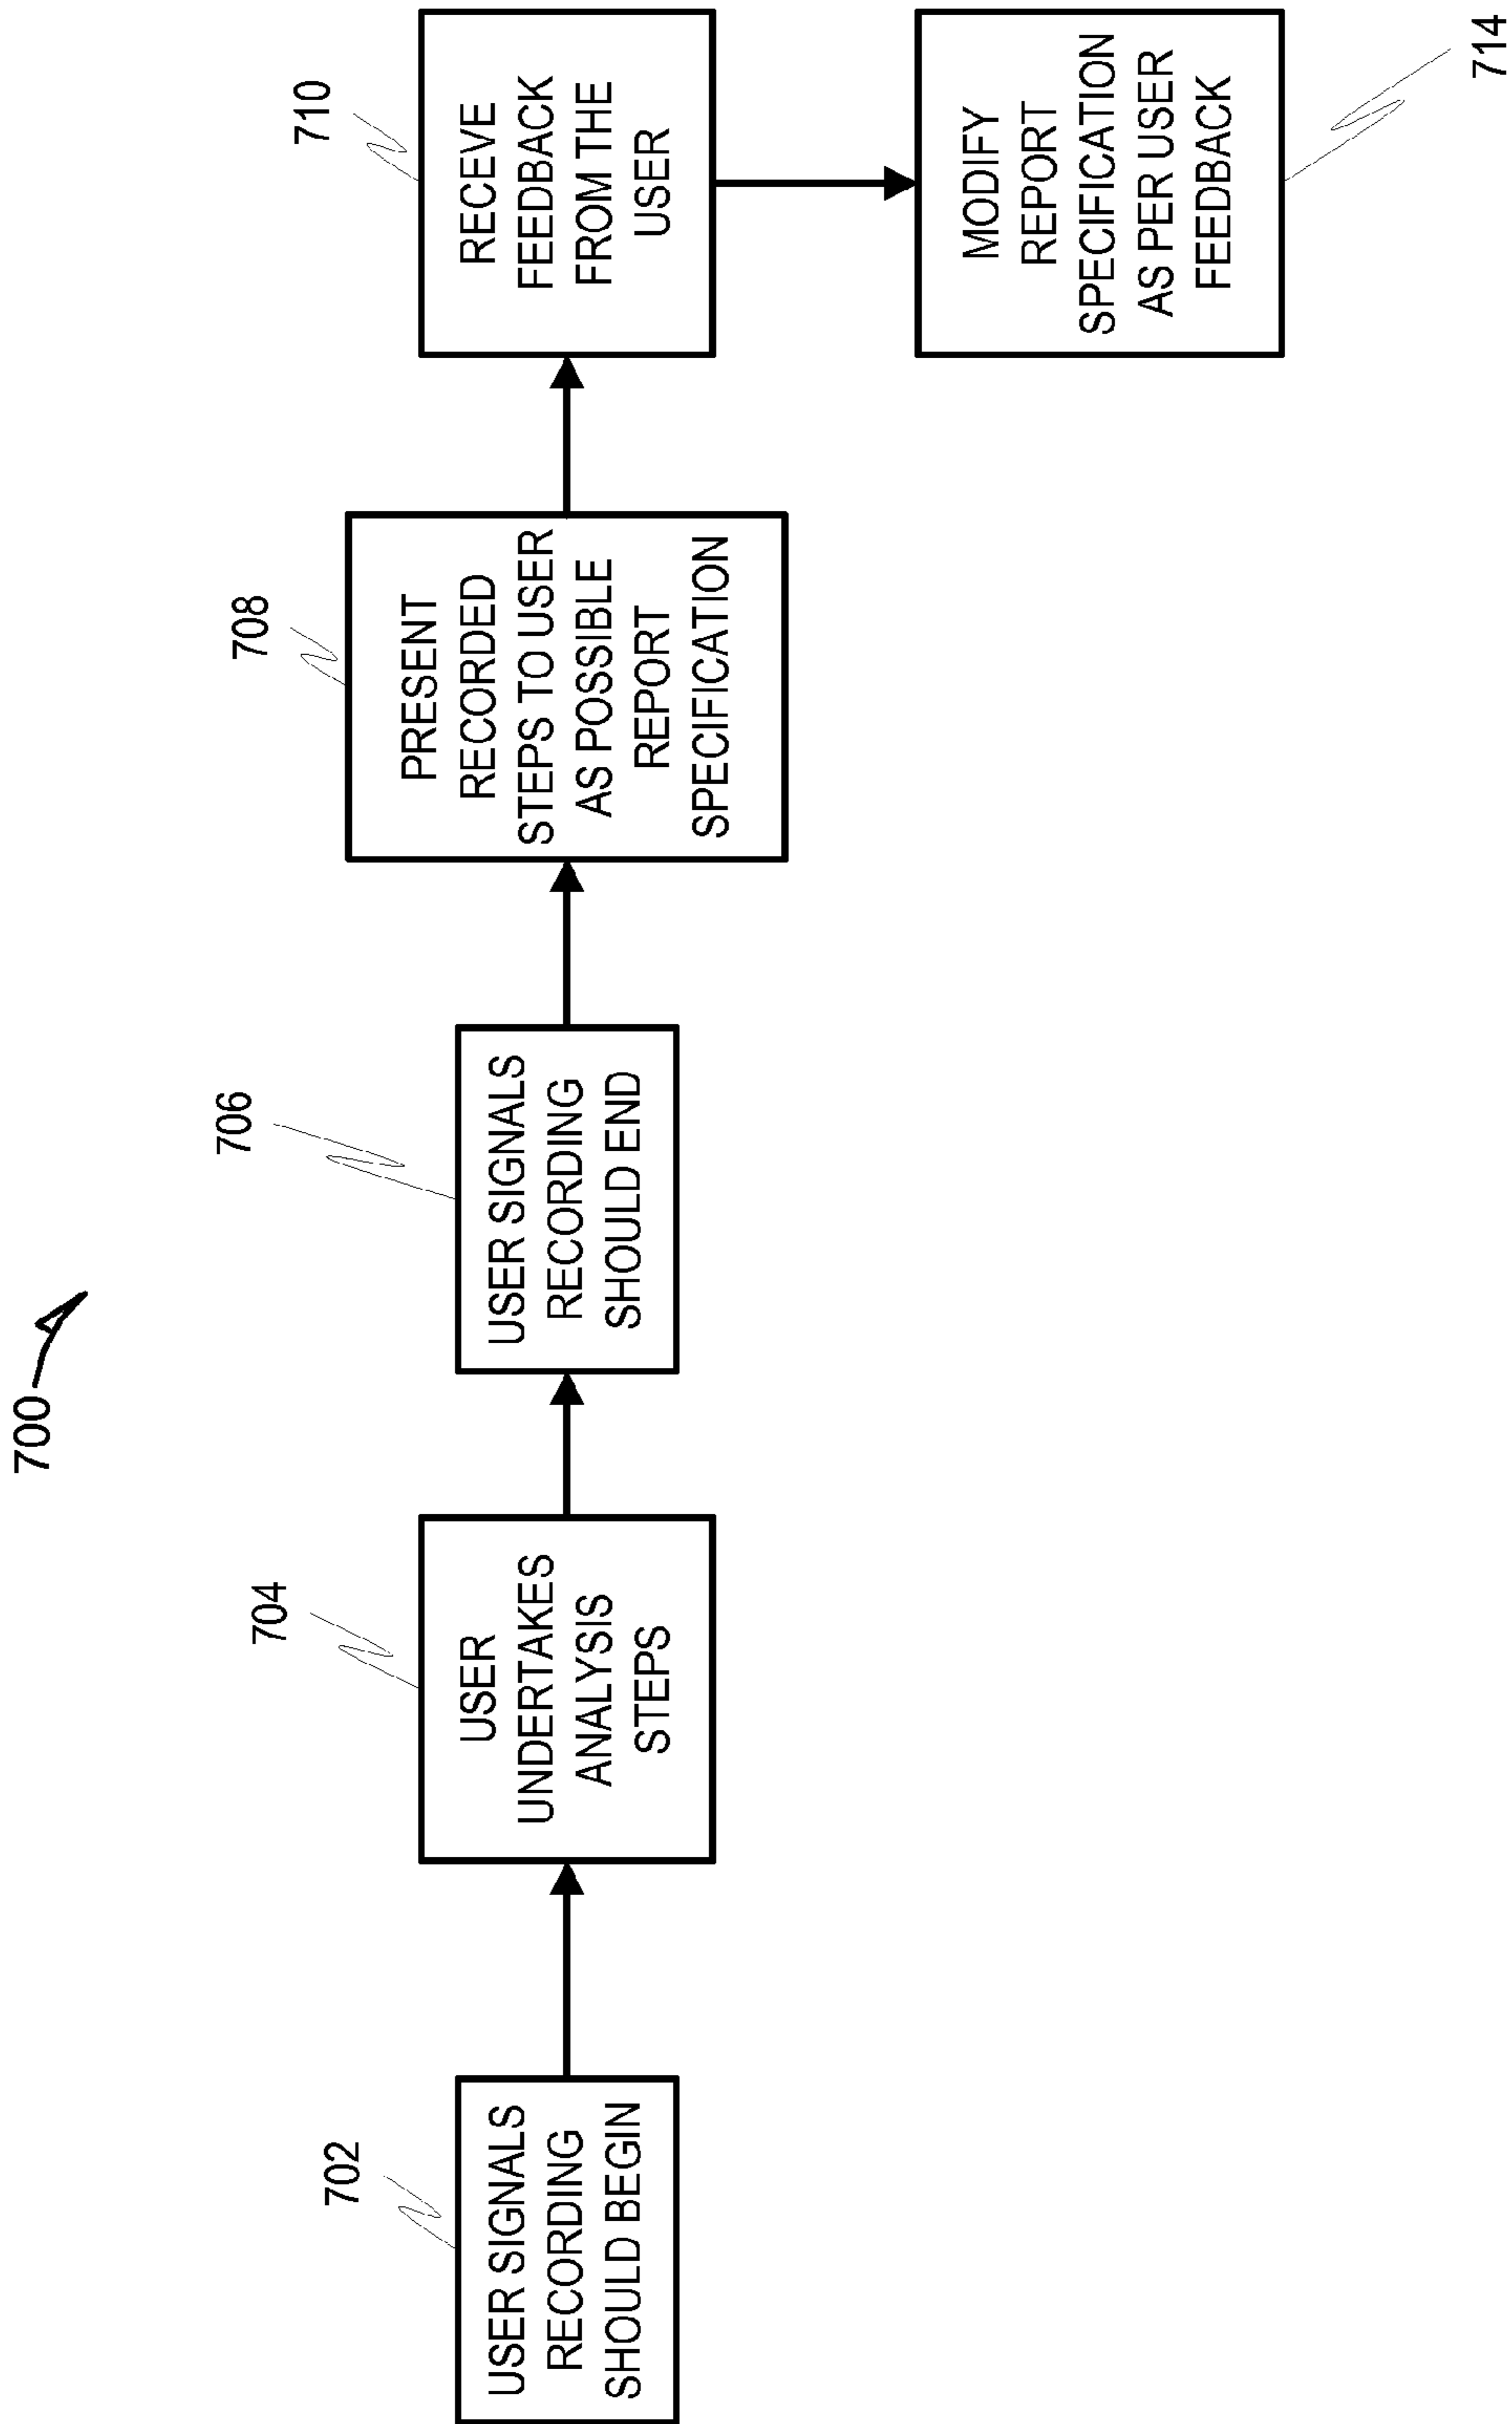 700
702
USER SIGNALS
RECORDING
SHOULD BEGIN
704
USER
UNDERTAKES
ANALYSIS
STEPS
706
USER SIGNALS
RECORDING
SHOULD END
708
PRESENT
RECORDED
STEPS TO USER
AS POSSIBLE
REPORT
SPECIFICATION
710
RECEIVE
FEEDBACK
FROM THE
USER
MODIFY
REPORT
SPECIFICATION
AS PER USER
FEEDBACK
714